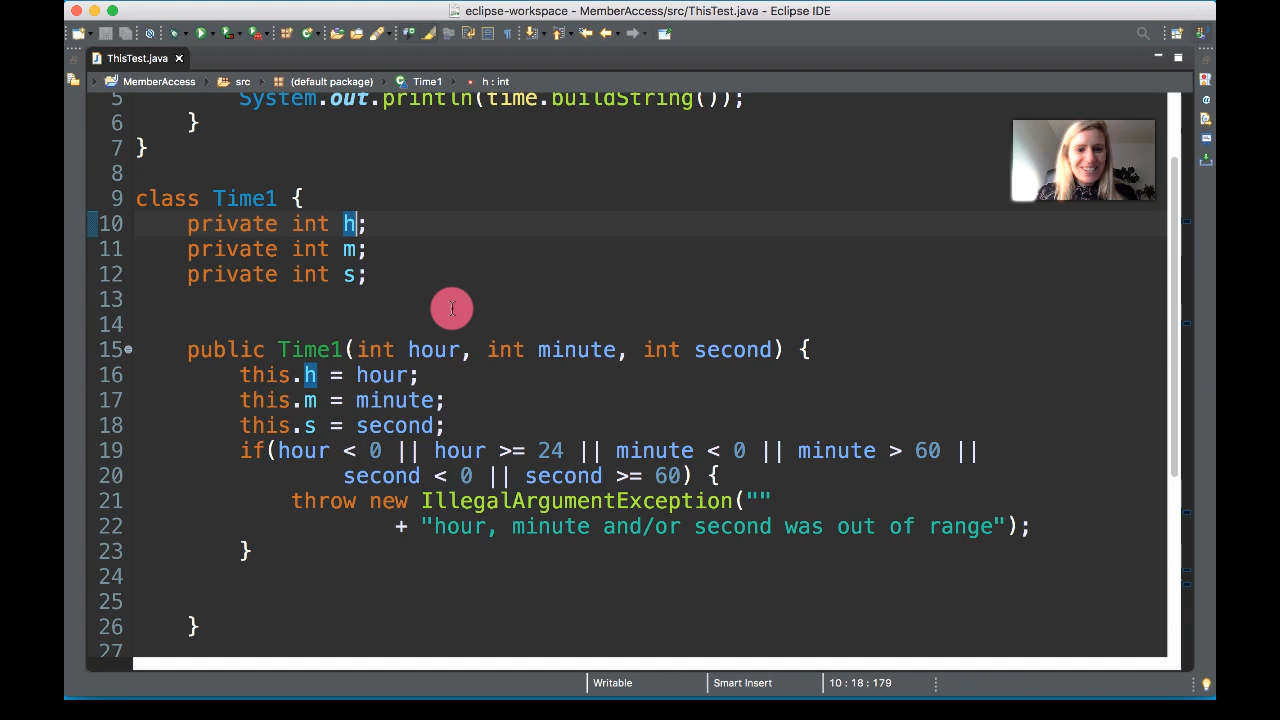 eclipse-workspace - MemberAccess/src/ThisTest.java - Eclipse IDE
ThisTest.java
MemberAccess src (default package) Time1 h : int
5 System.out.println(time.buildString());
6 }
7 }
8
9 class Time1 {
10 private int h;
11 private int m;
12 private int s;
13
14
15 public Time1(int hour, int minute, int second) {
16 this.h = hour;
17 this.m = minute;
18 this.s = second;
19 if(hour < 0 || hour >= 24 || minute < 0 || minute > 60 ||
20 second < 0 || second >= 60) {
21 throw new IllegalArgumentException(""
22 + "hour, minute and/or second was out of range");
23 }
24
25
26 }
27
Writable Smart Insert 10 : 18 : 179